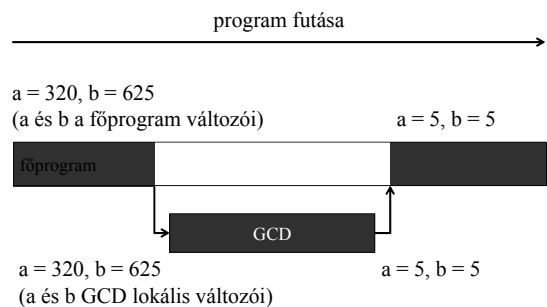 program futása
a = 320, b = 625
(a és b a főprogram változói)
a = 5, b = 5
főprogram
GCD
a = 320, b = 625
(a és b GCD lokális változói)
a = 5, b = 5